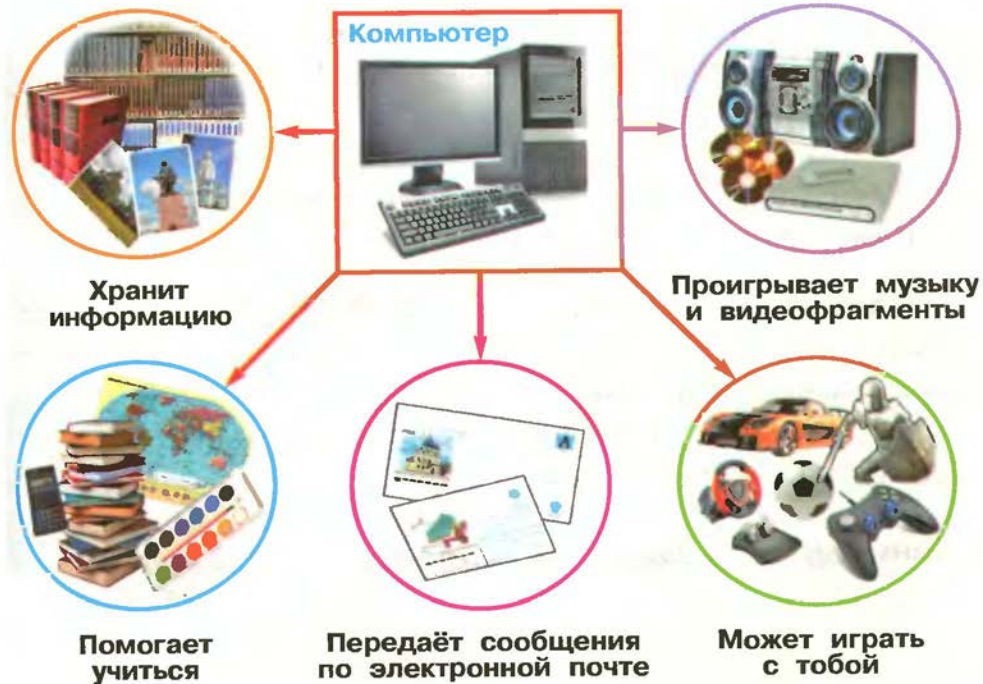 Компьютер
Хранит
информацию
Проигрывает музыку
и видеофрагменты
Помогает
учиться
Передаёт сообщения
по электронной почте
Может играть
с тобой